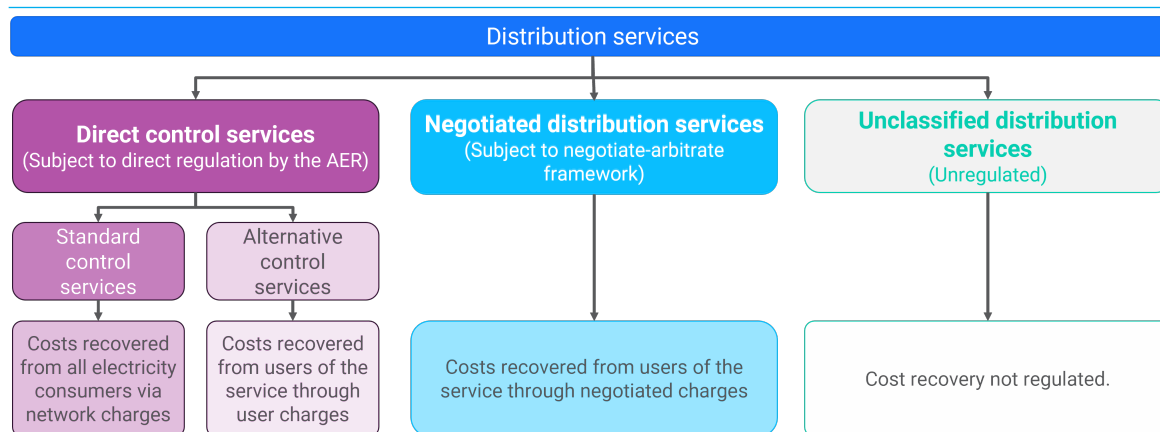 Distribution services
Direct control services
(Subject to direct regulation by the AER)
Negotiated distribution services
(Subject to negotiate-arbitrate
framework)
Unclassified distribution
services
(Unregulated)
Standard
control
services
Alternative
control
services
Costs recovered
from all electricity
consumers via
network charges
Costs recovered
from users of the
service through
user charges
Costs recovered from users of the
service through negotiated charges
Cost recovery not regulated.